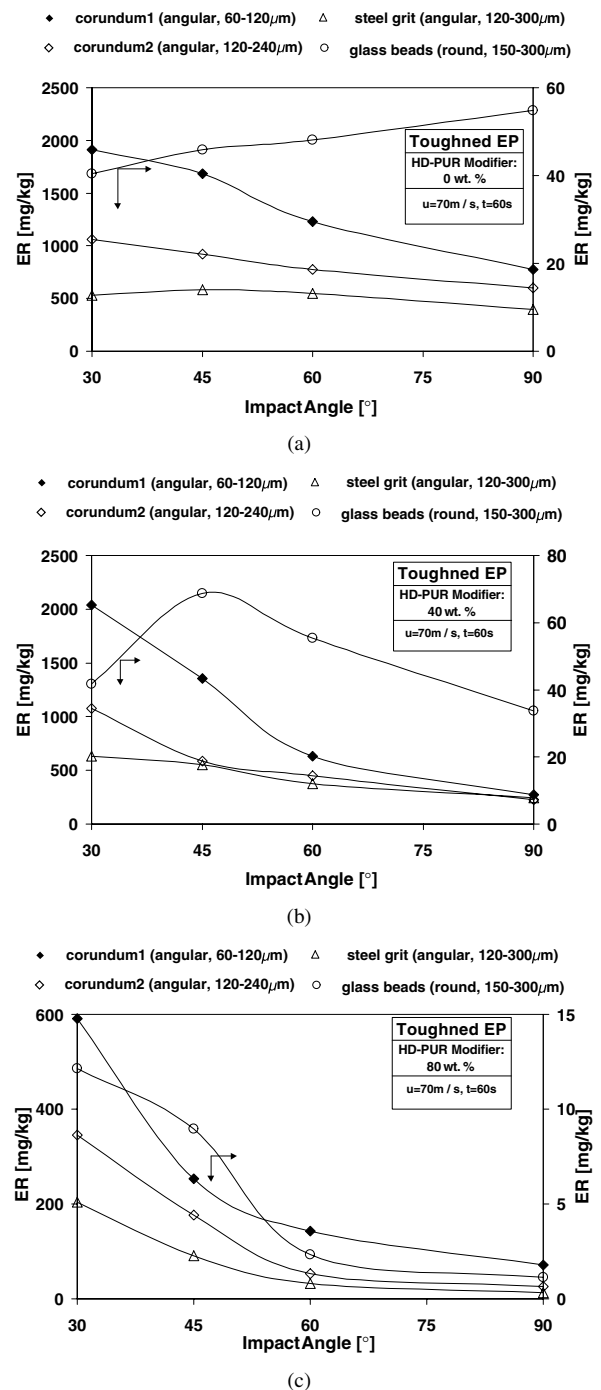 corundum1 (angular, 60-120µm) steel grit (angular, 120-300µm)
corundum2 (angular, 120-240µm) glass beads (round, 150-300µm)
2500
2000
1500
1000
500
0
ER [mg/kg]
60
40
20
0
ER [mg/kg]
Toughned EP
HD-PUR Modifier:
0 wt. %
u=70m / s, t=60s
30 45 60 75 90
ImpactAngle [°]
(a)
corundum1 (angular, 60-120µm) steel grit (angular, 120-300µm)
corundum2 (angular, 120-240µm) glass beads (round, 150-300µm)
2500
2000
1500
1000
500
0
ER [mg/kg]
80
60
40
20
0
ER [mg/kg]
Toughned EP
HD-PUR Modifier:
40 wt. %
u=70m / s, t=60s
30 45 60 75 90
ImpactAngle [°]
(b)
corundum1 (angular, 60-120µm) steel grit (angular, 120-300µm)
corundum2 (angular, 120-240µm) glass beads (round, 150-300µm)
600
400
200
0
ER [mg/kg]
15
10
5
0
ER [mg/kg]
Toughned EP
HD-PUR Modifier:
80 wt. %
u=70m / s, t=60s
30 45 60 75 90
ImpactAngle [°]
(c)